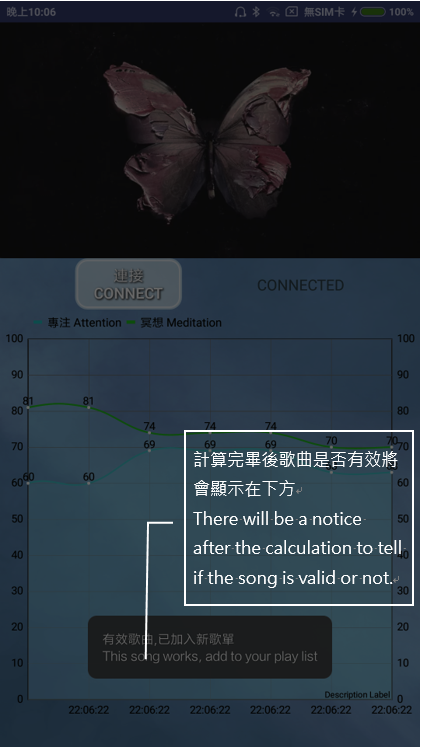 晚上10:06 無SIM卡 100%
連接
CONNECT
CONNECTED
專注 Attention 冥想 Meditation
100 100
90 90
81 81
80 80
74 74 74
70 70 70 70
69 69 69
60 60 60 60
計算完畢後歌曲是否有效將
會顯示在下方
There will be a notice
after the calculation to tell
if the song is valid or not.
50 50
40 40
30 30
20 20
有效歌曲,已加入新歌單
This song works, add to your play list
10 10
Description Label
0 0
22:06:22 22:06:22 22:06:22 22:06:22 22:06:22 22:06:22